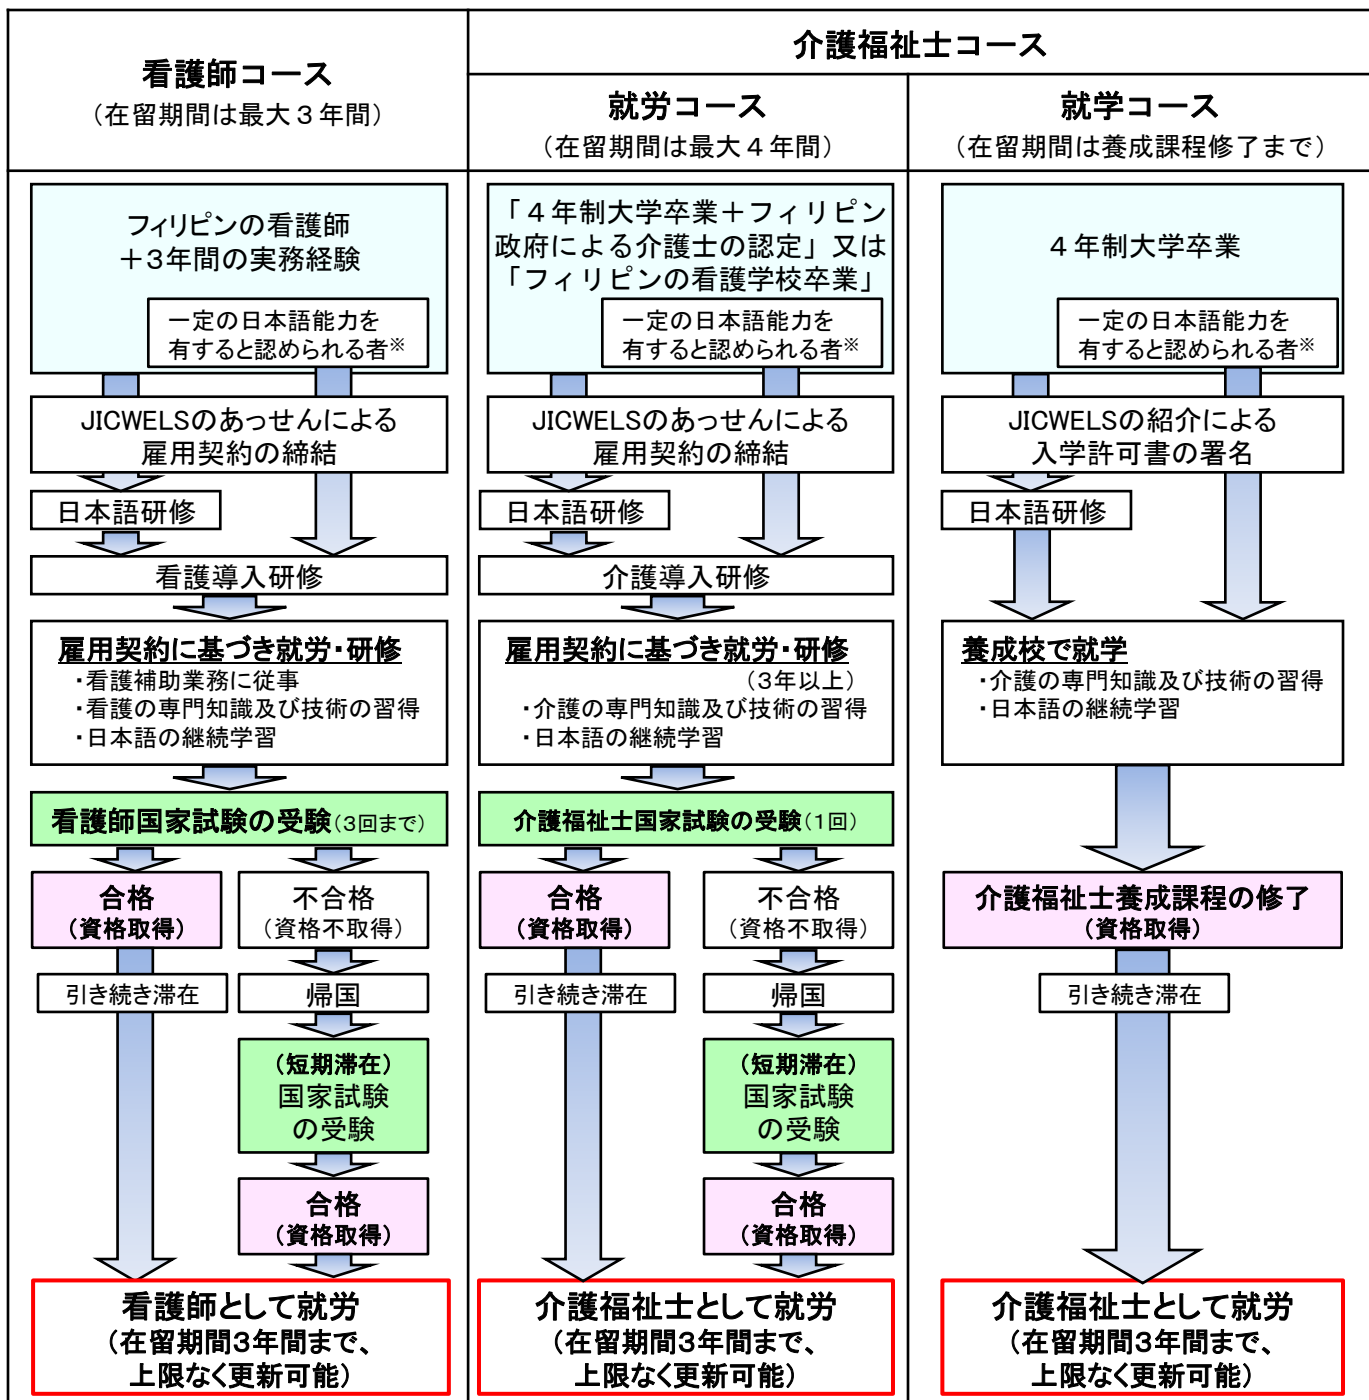 看護師コース
（在留期間は最大３年間）
介護福祉士コース
就労コース
（在留期間は最大４年間）
就学コース
（在留期間は養成課程修了まで）
フィリピンの看護師
＋3年間の実務経験
一定の日本語能力を
有すると認められる者※
JICWELSのあっせんによる
雇用契約の締結
日本語研修
看護導入研修
雇用契約に基づき就労・研修
・看護補助業務に従事
・看護の専門知識及び技術の習得
・日本語の継続学習
看護師国家試験の受験（3回まで）
合格
（資格取得）
不合格
（資格不取得）
引き続き滞在
帰国
（短期滞在）
国家試験
の受験
合格
（資格取得）
看護師として就労
（在留期間3年間まで、
上限なく更新可能）
「４年制大学卒業＋フィリピン
政府による介護士の認定」又は
「フィリピンの看護学校卒業」
一定の日本語能力を
有すると認められる者※
JICWELSのあっせんによる
雇用契約の締結
日本語研修
介護導入研修
雇用契約に基づき就労・研修
（3年以上）
・介護の専門知識及び技術の習得
・日本語の継続学習
介護福祉士国家試験の受験（1回）
合格
（資格取得）
不合格
（資格不取得）
引き続き滞在
帰国
（短期滞在）
国家試験
の受験
合格
（資格取得）
介護福祉士として就労
（在留期間3年間まで、
上限なく更新可能）
４年制大学卒業
一定の日本語能力を
有すると認められる者※
JICWELSの紹介による
入学許可書の署名
日本語研修
養成校で就学
・介護の専門知識及び技術の習得
・日本語の継続学習
介護福祉士養成課程の修了
（資格取得）
引き続き滞在
介護福祉士として就労
（在留期間3年間まで、
上限なく更新可能）